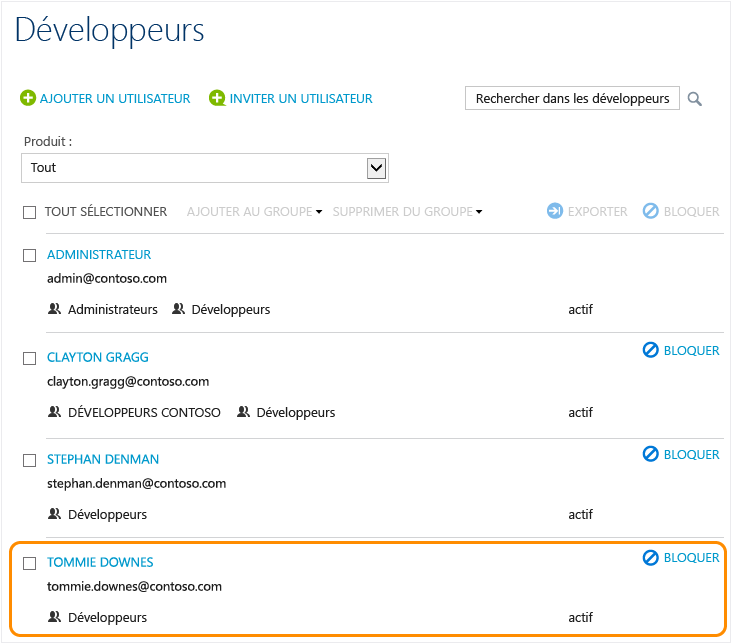 Développeurs
AJOUTER UN UTILISATEUR INVITER UN UTILISATEUR Rechercher dans les développeurs
Produit :
Tout
TOUT SÉLECTIONNER AJOUTER AU GROUPE SUPPRIMER DU GROUPE EXPORTER BLOQUER
ADMINISTRATEUR
admin@contoso.com
Administrateurs Développeurs actif
CLAYTON GRAGG BLOQUER
clayton.gragg@contoso.com
DÉVELOPPEURS CONTOSO Développeurs actif
STEPHAN DENMAN BLOQUER
stephan.denman@contoso.com
Développeurs actif
TOMMIE DOWNES BLOQUER
tommie.downes@contoso.com
Développeurs actif